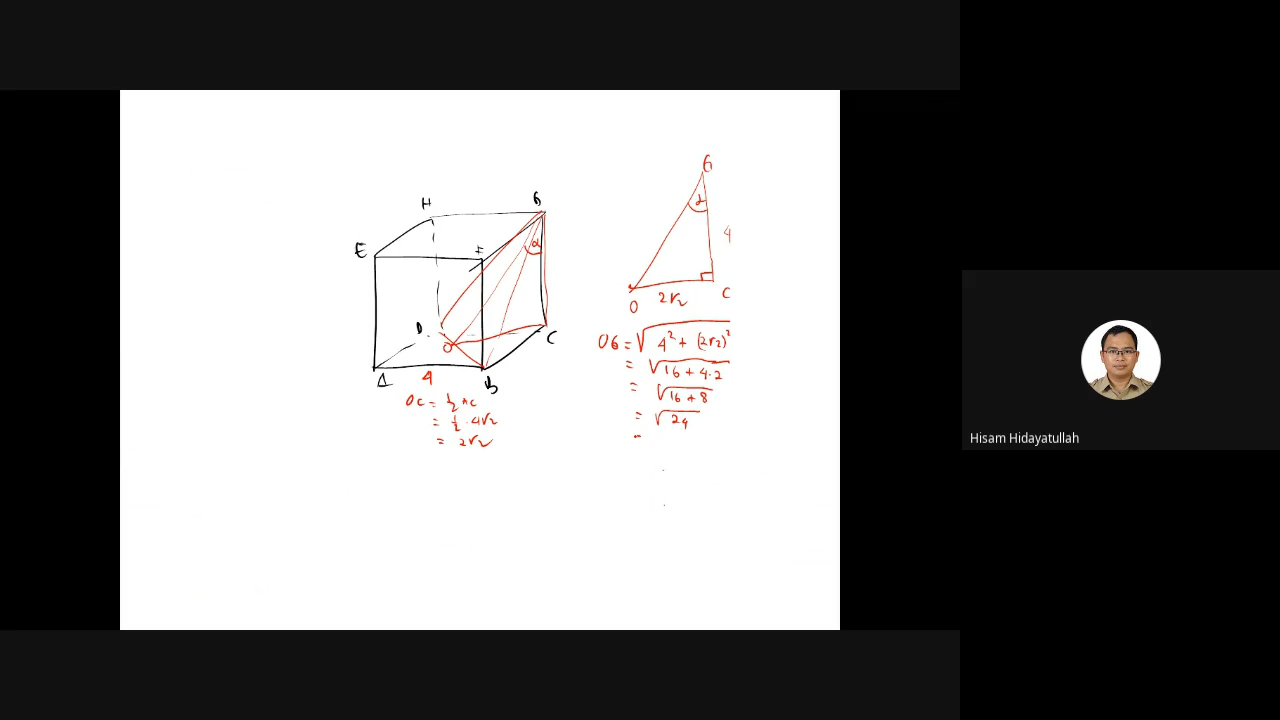 H
G
E
F
D
O
C
A
4
B
OC = ½ AC
= ½ · 4√2
= 2√2
G
α
α
4
O
2√2
C
OG = √4² + (2√2)²
= √16 + 4·2
= √16 + 8
= √24
=
Hisam Hidayatullah